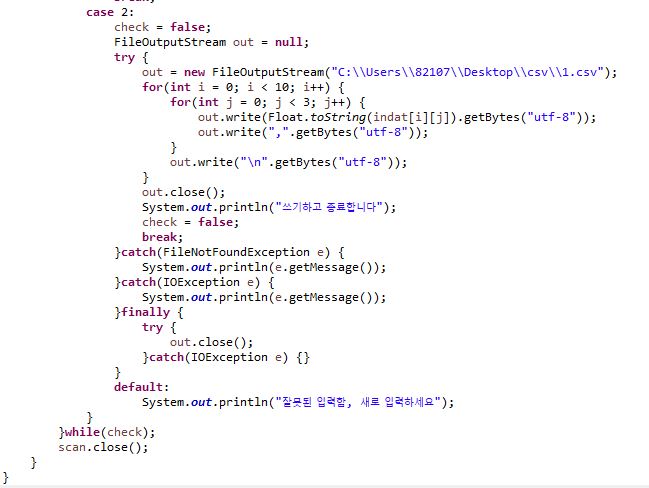 break;
case 2:
check = false;
FileOutputStream out = null;
try {
out = new FileOutputStream("C:\\Users\\82107\\Desktop\\csv\\1.csv");
for(int i = 0; i < 10; i++) {
for(int j = 0; j < 3; j++) {
out.write(Float.toString(indat[i][j]).getBytes("utf-8"));
out.write(",".getBytes("utf-8"));
}
out.write("\n".getBytes("utf-8"));
}
out.close();
System.out.println("쓰기하고 종료합니다");
check = false;
break;
}catch(FileNotFoundException e) {
System.out.println(e.getMessage());
}catch(IOException e) {
System.out.println(e.getMessage());
}finally {
try {
out.close();
}catch(IOException e) {}
}
default:
System.out.println("잘못된 입력함, 새로 입력하세요");
}
}while(check);
scan.close();
}
}